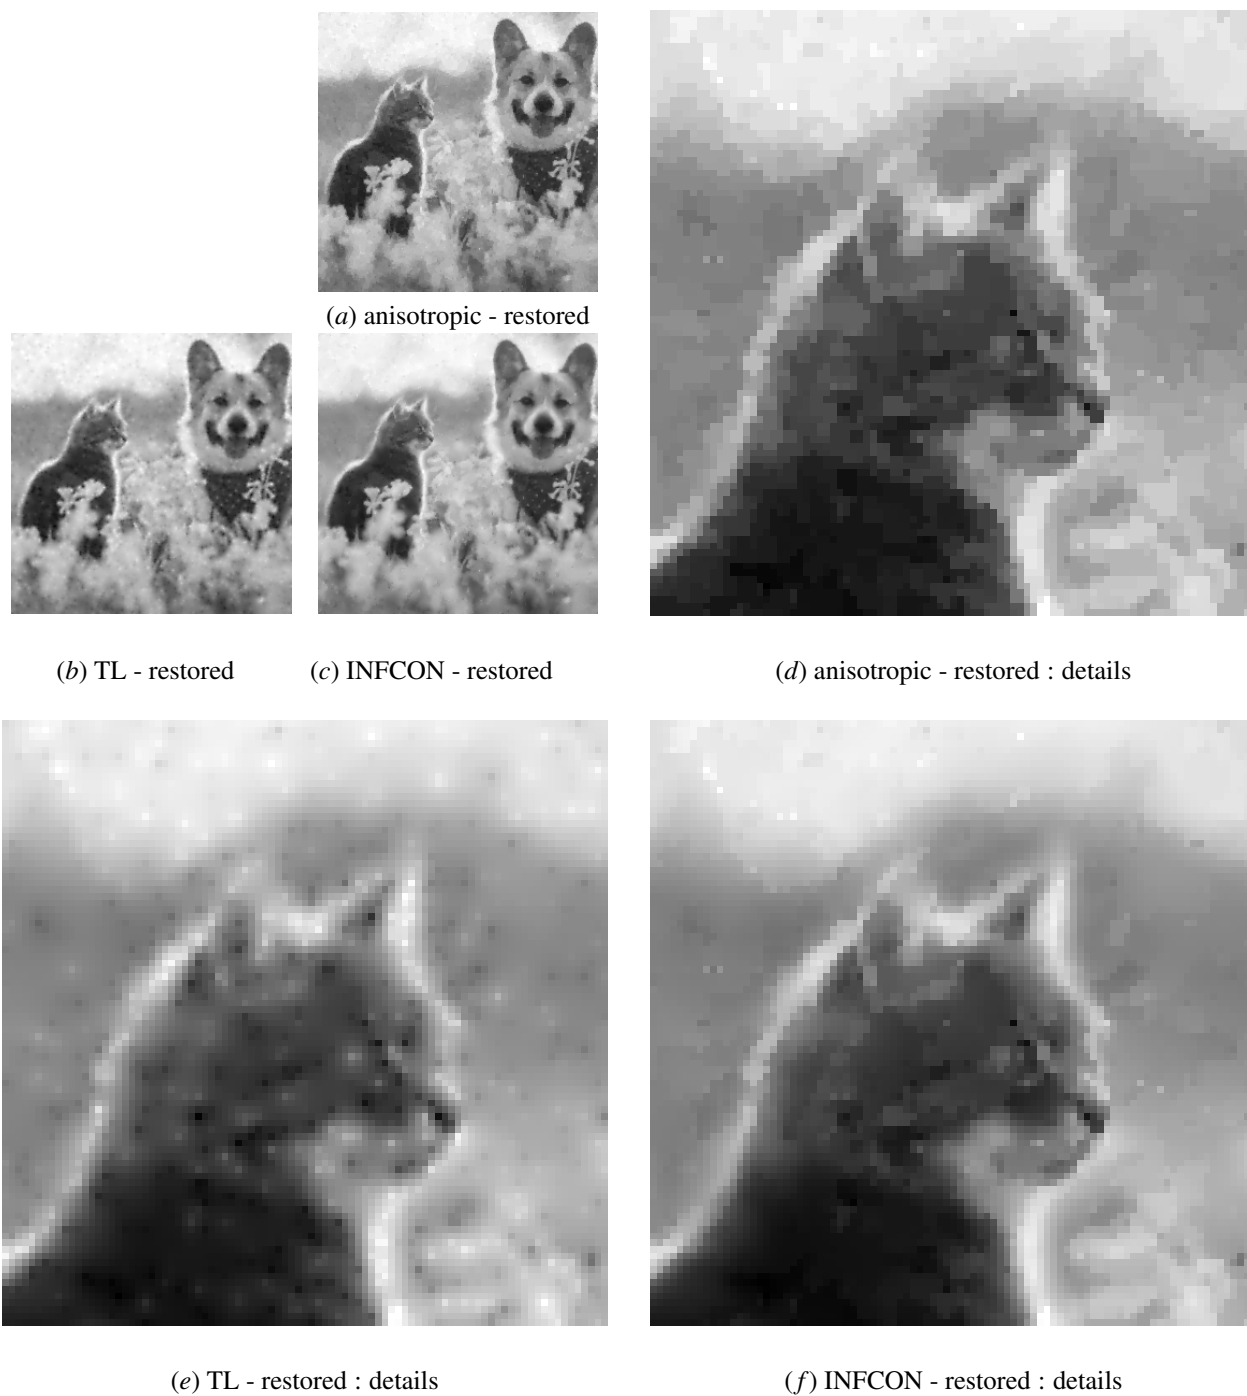 (a) anisotropic - restored
(b) TL - restored
(c) INFCON - restored
(d) anisotropic - restored : details
(e) TL - restored : details
(f) INFCON - restored : details